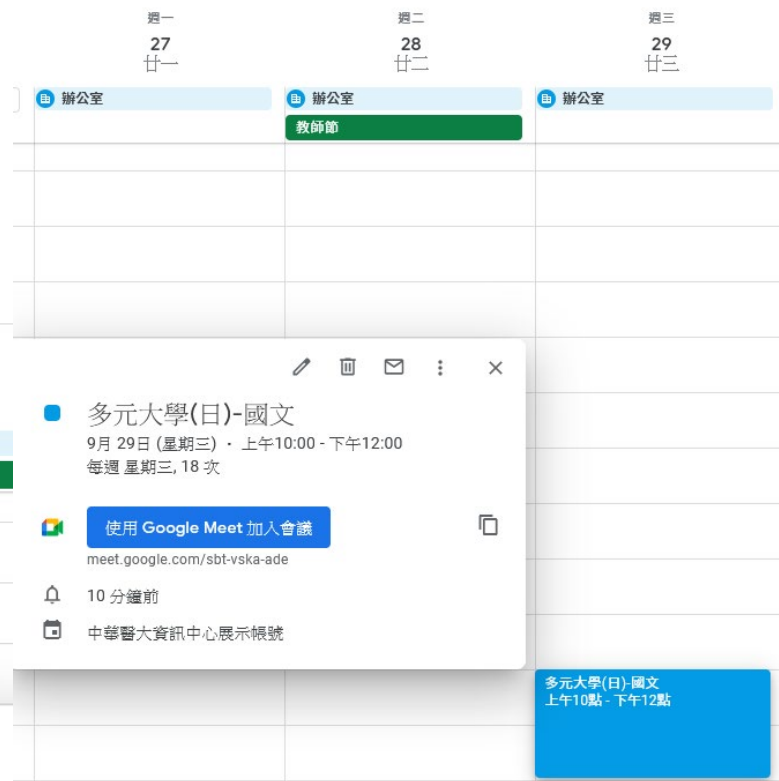 週一
27
廿一
週二
28
廿二
週三
29
廿三
辦公室
辦公室
辦公室
教師節
多元大學(日)-國文
9月 29日 (星期三) ・ 上午10:00 - 下午12:00
每週 星期三, 18 次
使用 Google Meet 加入會議
meet.google.com/sbt-vska-ade
10 分鐘前
中華醫大資訊中心展示帳號
多元大學(日)-國文
上午10點 - 下午12點